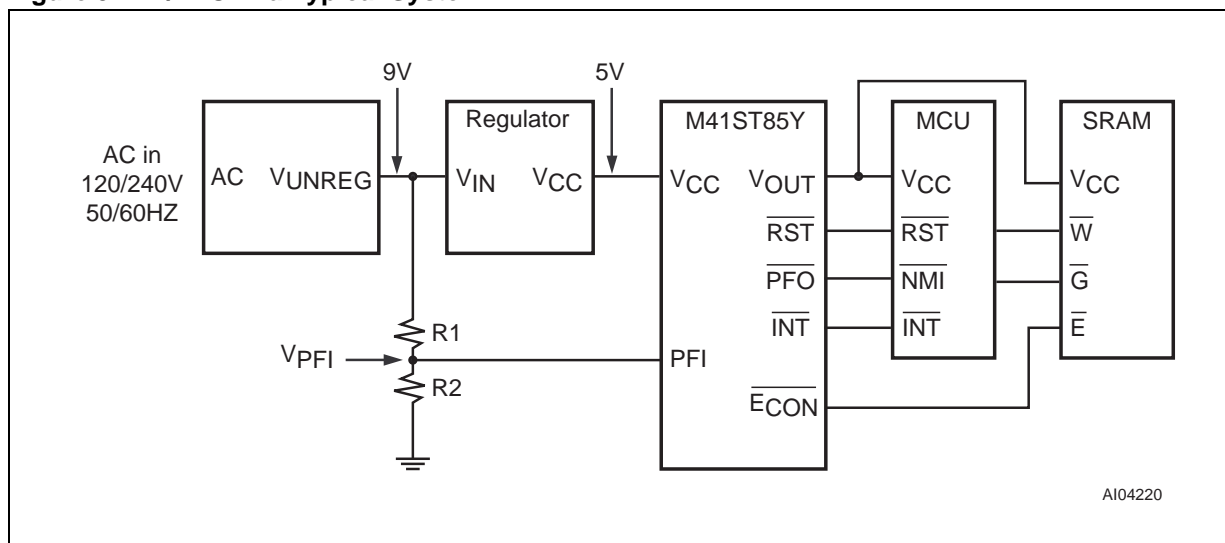 9V
5V
AC in
120/240V
50/60HZ
AC
VUNREG
Regulator
VIN
VCC
M41ST85Y
VCC
VOUT
RST
PFO
INT
PFI
ECON
MCU
VCC
RST
NMI
INT
SRAM
VCC
W
G
E
R1
VPFI
R2
AI04220